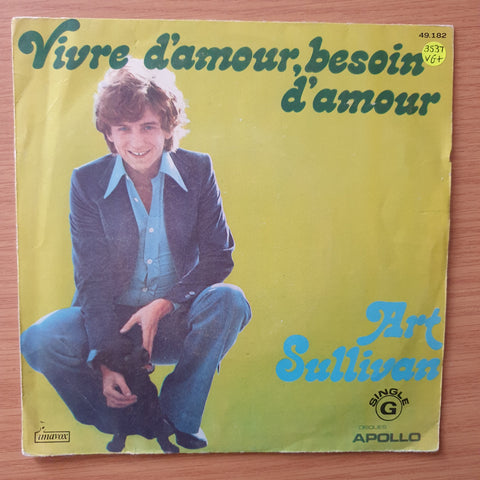 49.182
Vivre d'amour, besoin
d'amour
3537
VG+
Art
Sullivan
SINGLE
G
DISQUES
APOLLO
imavox